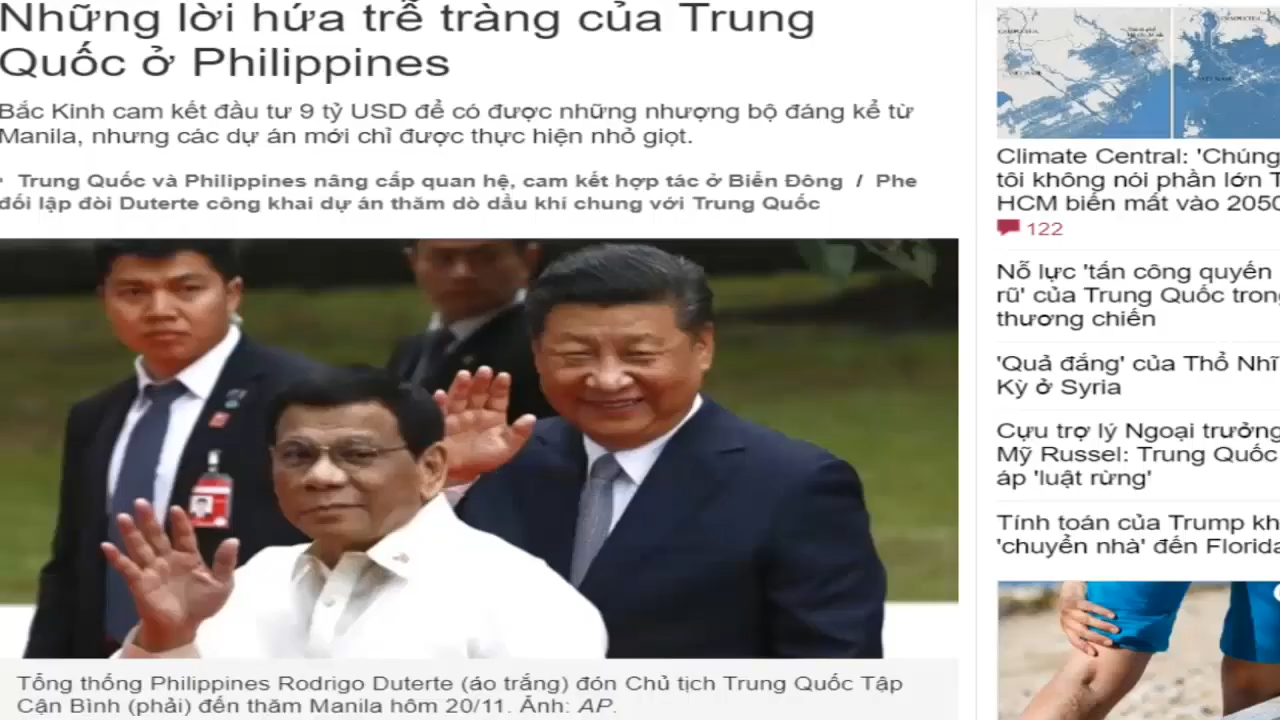 Những lời hứa trễ tràng của Trung
Quốc ở Philippines
Bắc Kinh cam kết đầu tư 9 tỷ USD để có được những nhượng bộ đáng kể từ
Manila, nhưng các dự án mới chỉ được thực hiện nhỏ giọt.
Trung Quốc và Philippines nâng cấp quan hệ, cam kết hợp tác ở Biển Đông / Phe
đối lập đòi Duterte công khai dự án thăm dò dầu khí chung với Trung Quốc
Tổng thống Philippines Rodrigo Duterte (áo trắng) đón Chủ tịch Trung Quốc Tập
Cận Bình (phải) đến thăm Manila hôm 20/11. Ảnh: AP.
Climate Central: 'Chúng
tôi không nói phần lớn T
HCM biến mất vào 2050
122
Nỗ lực 'tấn công quyến
rũ' của Trung Quốc trong
thương chiến
'Quả đắng' của Thổ Nhĩ
Kỳ ở Syria
Cựu trợ lý Ngoại trưởng
Mỹ Russel: Trung Quốc
áp 'luật rừng'
Tính toán của Trump kh
'chuyển nhà' đến Florida